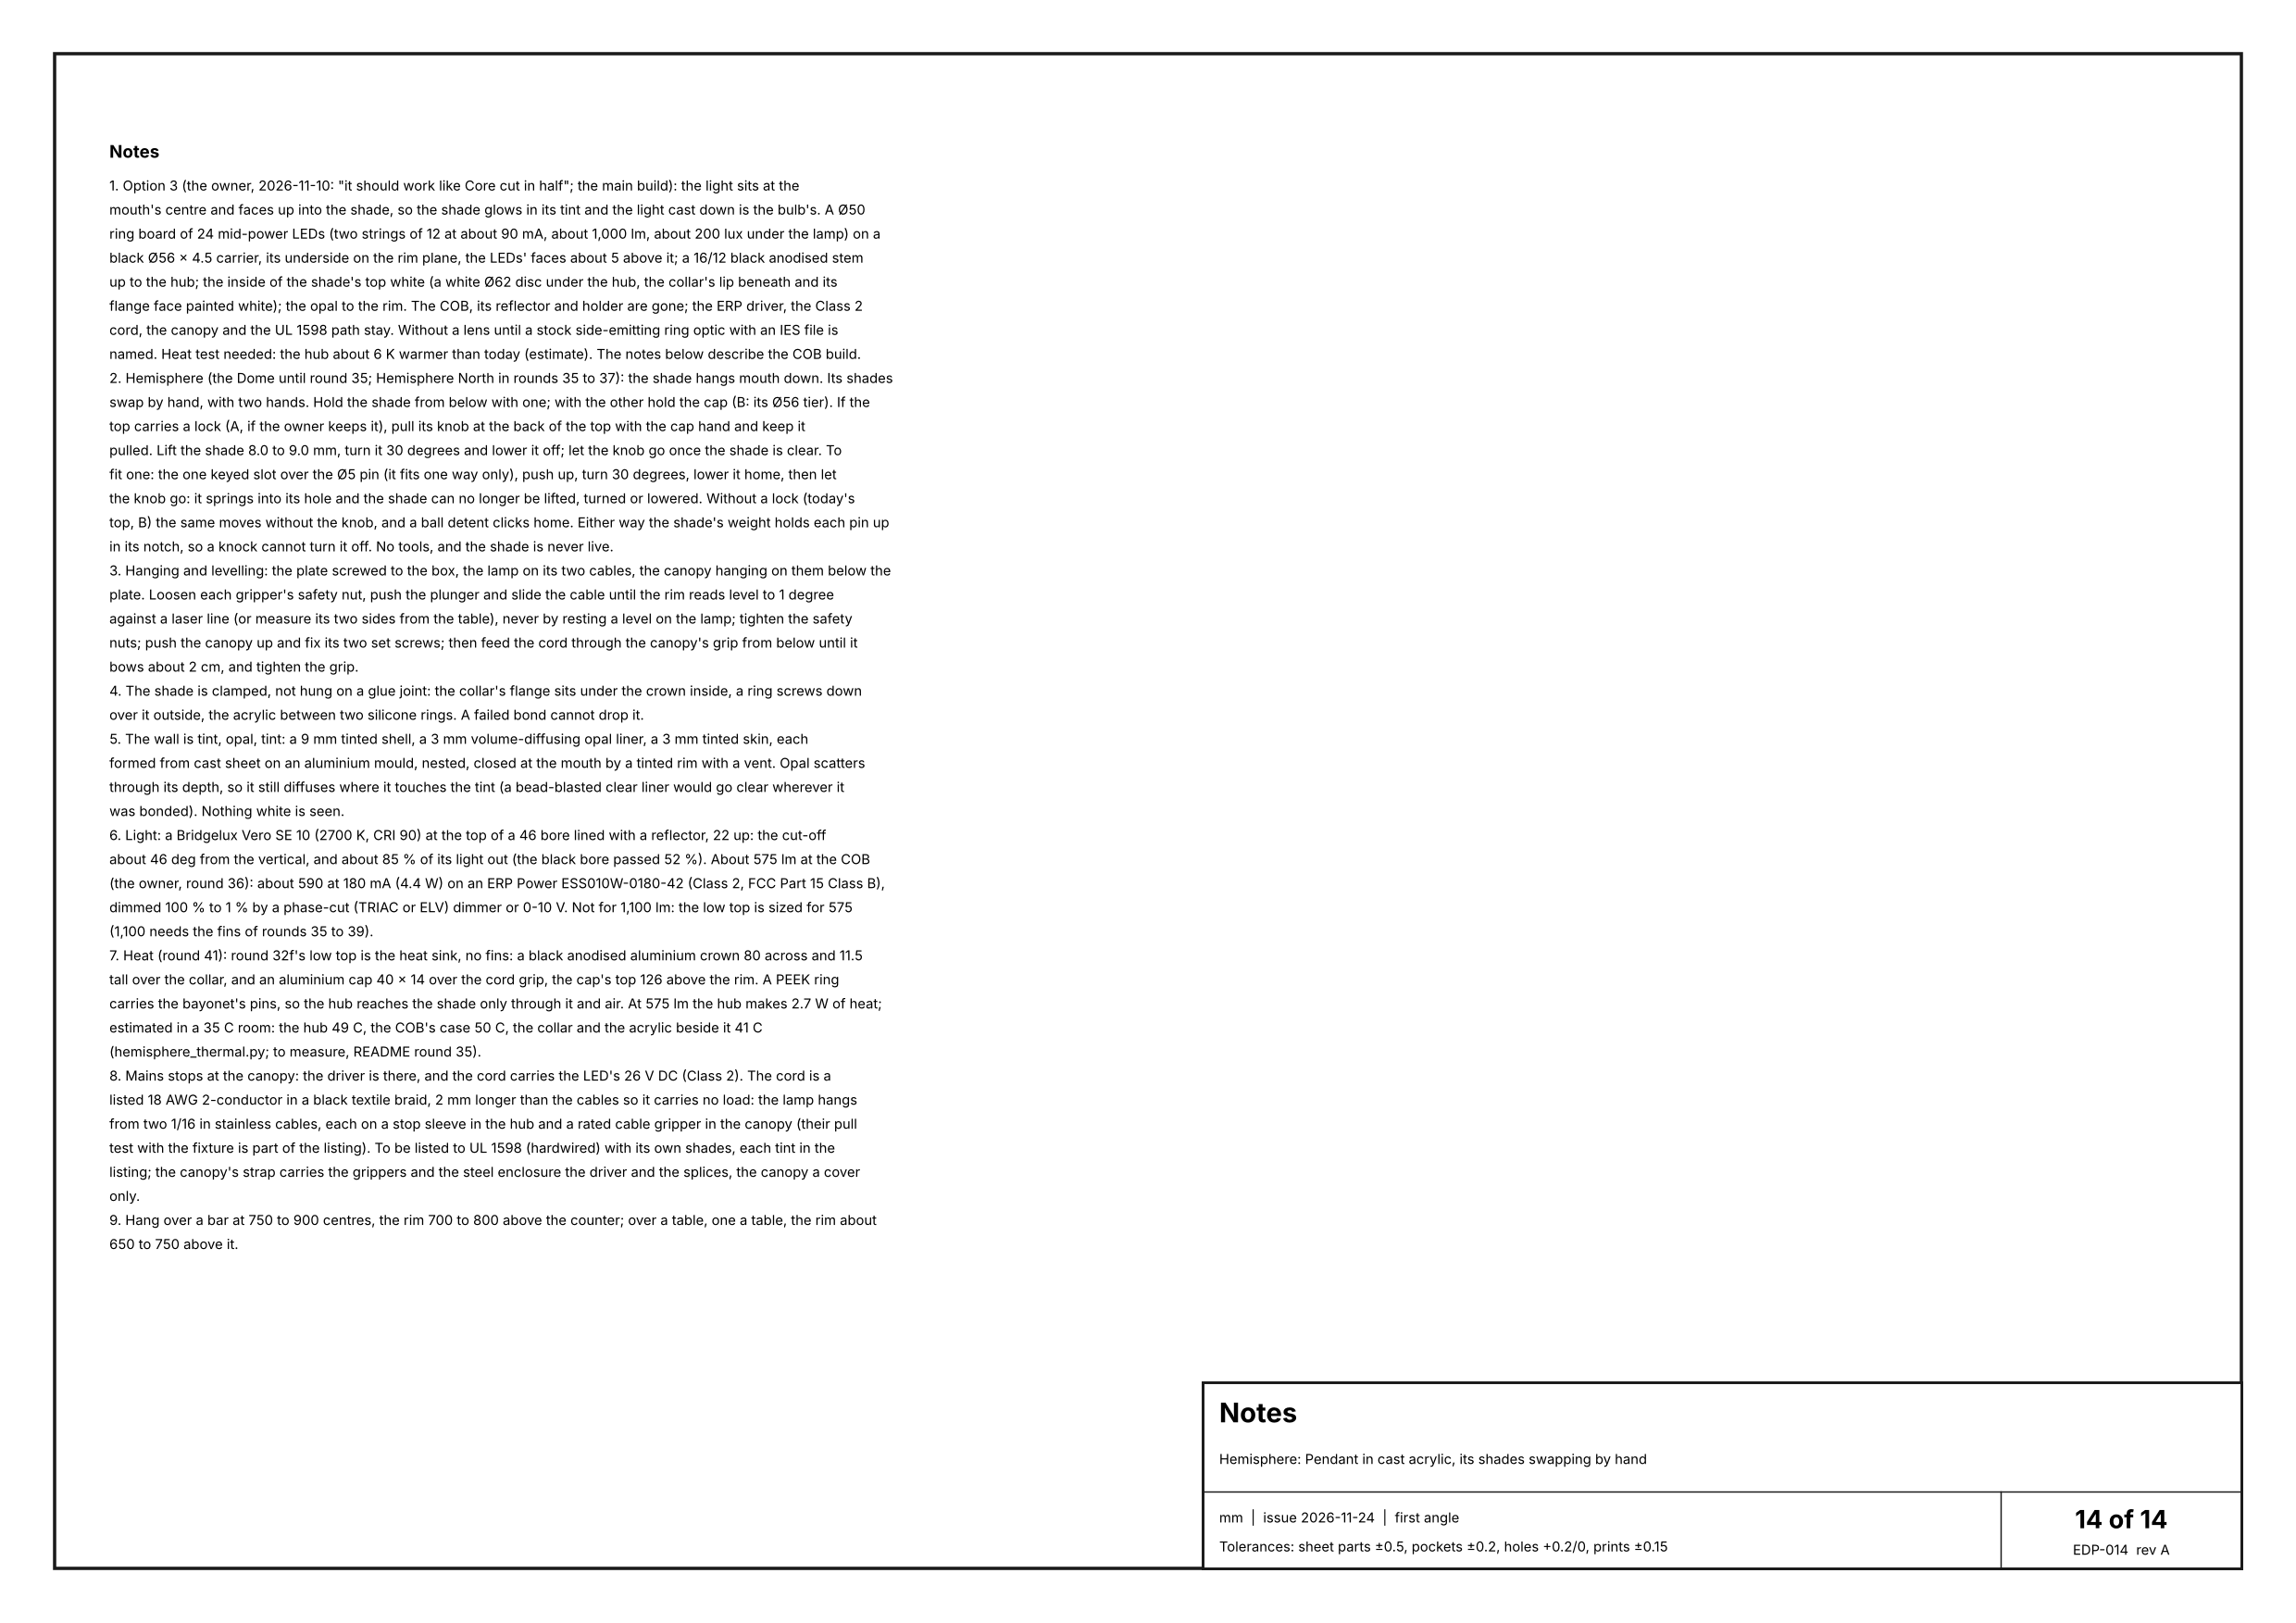 Notes
1. Option 3 (the owner, 2026-11-10: "it should work like Core cut in half"; the main build): the light sits at the
mouth's centre and faces up into the shade, so the shade glows in its tint and the light cast down is the bulb's. A Ø50
ring board of 24 mid-power LEDs (two strings of 12 at about 90 mA, about 1,000 lm, about 200 lux under the lamp) on a
black Ø56 × 4.5 carrier, its underside on the rim plane, the LEDs' faces about 5 above it; a 16/12 black anodised stem
up to the hub; the inside of the shade's top white (a white Ø62 disc under the hub, the collar's lip beneath and its
flange face painted white); the opal to the rim. The COB, its reflector and holder are gone; the ERP driver, the Class 2
cord, the canopy and the UL 1598 path stay. Without a lens until a stock side-emitting ring optic with an IES file is
named. Heat test needed: the hub about 6 K warmer than today (estimate). The notes below describe the COB build.
2. Hemisphere (the Dome until round 35; Hemisphere North in rounds 35 to 37): the shade hangs mouth down. Its shades
swap by hand, with two hands. Hold the shade from below with one; with the other hold the cap (B: its Ø56 tier). If the
top carries a lock (A, if the owner keeps it), pull its knob at the back of the top with the cap hand and keep it
pulled. Lift the shade 8.0 to 9.0 mm, turn it 30 degrees and lower it off; let the knob go once the shade is clear. To
fit one: the one keyed slot over the Ø5 pin (it fits one way only), push up, turn 30 degrees, lower it home, then let
the knob go: it springs into its hole and the shade can no longer be lifted, turned or lowered. Without a lock (today's
top, B) the same moves without the knob, and a ball detent clicks home. Either way the shade's weight holds each pin up
in its notch, so a knock cannot turn it off. No tools, and the shade is never live.
3. Hanging and levelling: the plate screwed to the box, the lamp on its two cables, the canopy hanging on them below the
plate. Loosen each gripper's safety nut, push the plunger and slide the cable until the rim reads level to 1 degree
against a laser line (or measure its two sides from the table), never by resting a level on the lamp; tighten the safety
nuts; push the canopy up and fix its two set screws; then feed the cord through the canopy's grip from below until it
bows about 2 cm, and tighten the grip.
4. The shade is clamped, not hung on a glue joint: the collar's flange sits under the crown inside, a ring screws down
over it outside, the acrylic between two silicone rings. A failed bond cannot drop it.
5. The wall is tint, opal, tint: a 9 mm tinted shell, a 3 mm volume-diffusing opal liner, a 3 mm tinted skin, each
formed from cast sheet on an aluminium mould, nested, closed at the mouth by a tinted rim with a vent. Opal scatters
through its depth, so it still diffuses where it touches the tint (a bead-blasted clear liner would go clear wherever it
was bonded). Nothing white is seen.
6. Light: a Bridgelux Vero SE 10 (2700 K, CRI 90) at the top of a 46 bore lined with a reflector, 22 up: the cut-off
about 46 deg from the vertical, and about 85 % of its light out (the black bore passed 52 %). About 575 lm at the COB
(the owner, round 36): about 590 at 180 mA (4.4 W) on an ERP Power ESS010W-0180-42 (Class 2, FCC Part 15 Class B),
dimmed 100 % to 1 % by a phase-cut (TRIAC or ELV) dimmer or 0-10 V. Not for 1,100 lm: the low top is sized for 575
(1,100 needs the fins of rounds 35 to 39).
7. Heat (round 41): round 32f's low top is the heat sink, no fins: a black anodised aluminium crown 80 across and 11.5
tall over the collar, and an aluminium cap 40 × 14 over the cord grip, the cap's top 126 above the rim. A PEEK ring
carries the bayonet's pins, so the hub reaches the shade only through it and air. At 575 lm the hub makes 2.7 W of heat;
estimated in a 35 C room: the hub 49 C, the COB's case 50 C, the collar and the acrylic beside it 41 C
(hemisphere_thermal.py; to measure, README round 35).
8. Mains stops at the canopy: the driver is there, and the cord carries the LED's 26 V DC (Class 2). The cord is a
listed 18 AWG 2-conductor in a black textile braid, 2 mm longer than the cables so it carries no load: the lamp hangs
from two 1/16 in stainless cables, each on a stop sleeve in the hub and a rated cable gripper in the canopy (their pull
test with the fixture is part of the listing). To be listed to UL 1598 (hardwired) with its own shades, each tint in the
listing; the canopy's strap carries the grippers and the steel enclosure the driver and the splices, the canopy a cover
only.
9. Hang over a bar at 750 to 900 centres, the rim 700 to 800 above the counter; over a table, one a table, the rim about
650 to 750 above it.
Notes
Hemisphere: Pendant in cast acrylic, its shades swapping by hand
mm | issue 2026-11-24 | first angle
Tolerances: sheet parts ±0.5, pockets ±0.2, holes +0.2/0, prints ±0.15
14 of 14
EDP-014 rev A